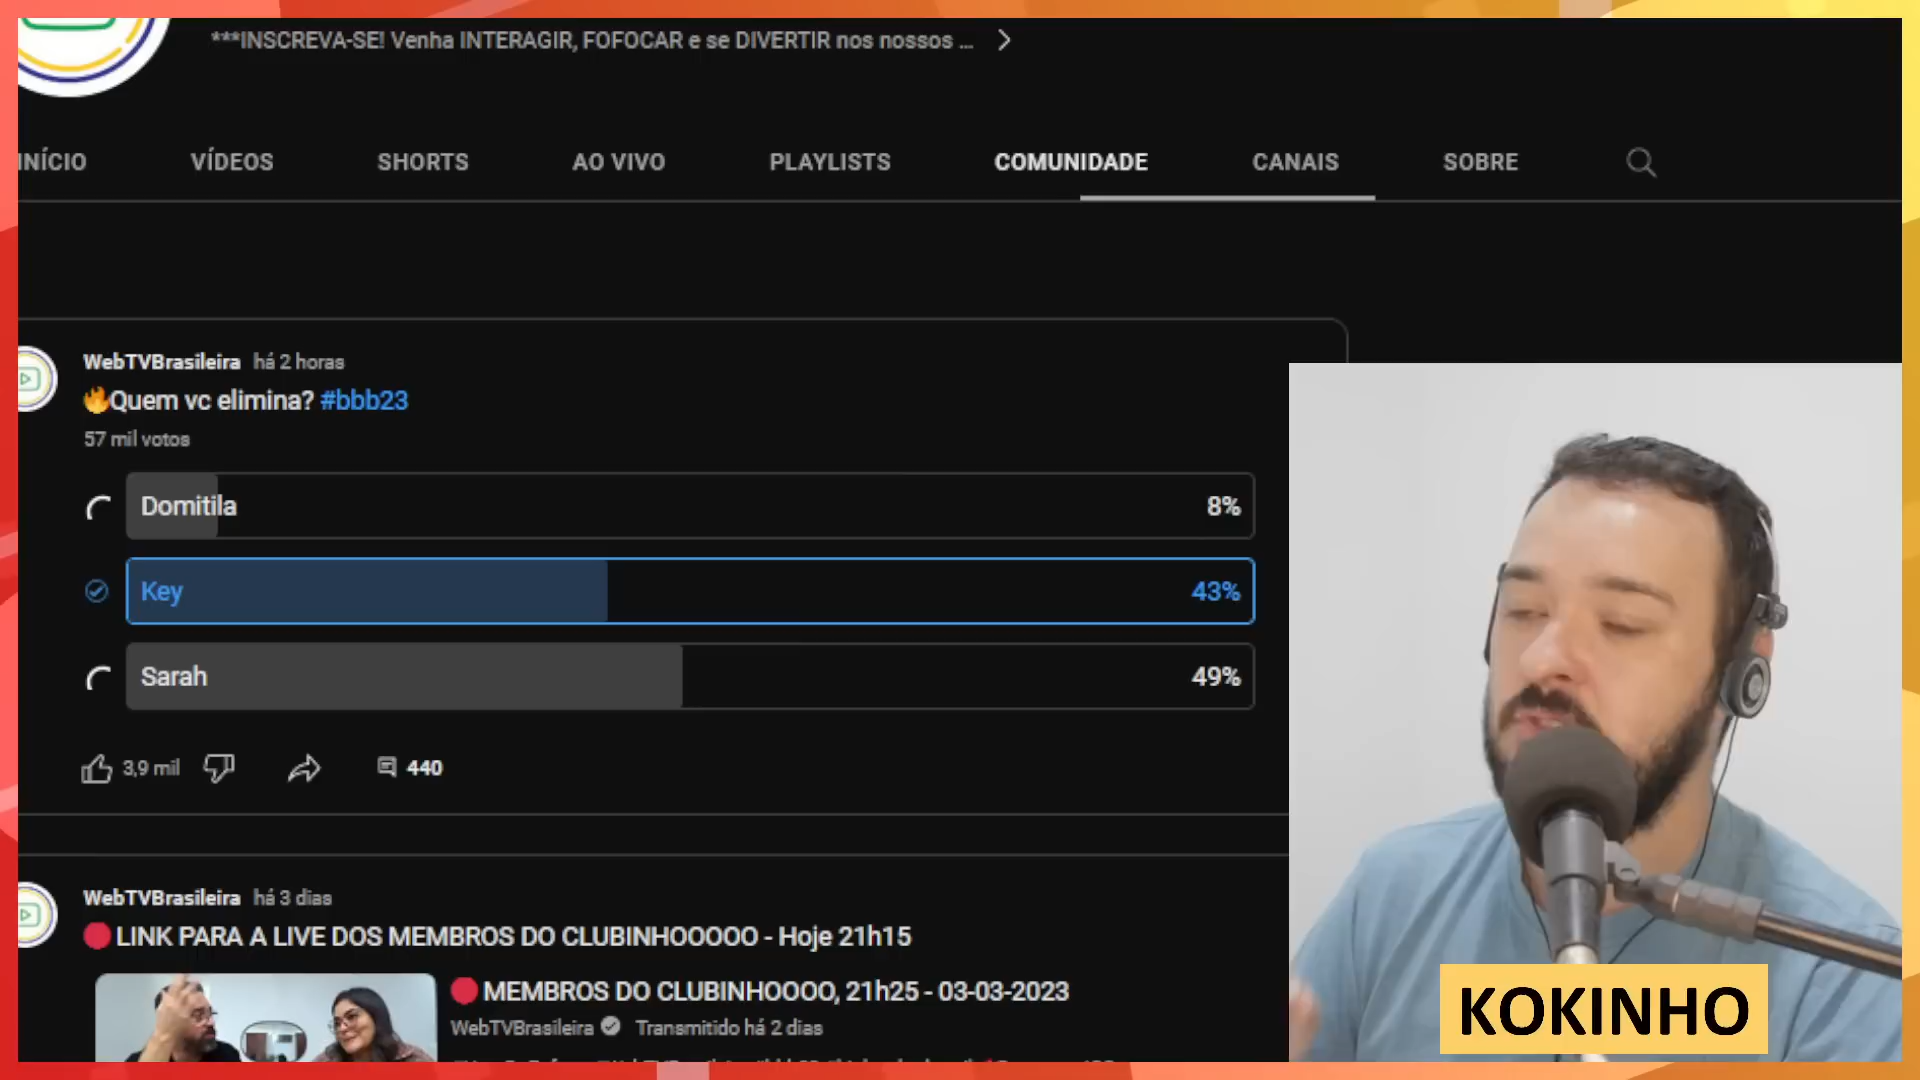 ***INSCREVA-SE! Venha INTERAGIR, FOFOCAR e se DIVERTIR nos nossos ...
INÍCIO VÍDEOS SHORTS AO VIVO PLAYLISTS COMUNIDADE CANAIS SOBRE
WebTVBrasileira há 2 horas
🔥Quem vc elimina? #bbb23
57 mil votos
Domitila 8%
Key 43%
Sarah 49%
3,9 mil 440
WebTVBrasileira há 3 dias
🔴 LINK PARA A LIVE DOS MEMBROS DO CLUBINHOOOOO - Hoje 21h15
🔴 MEMBROS DO CLUBINHOOOO, 21h25 - 03-03-2023
WebTVBrasileira Transmitido há 2 dias
KOKINHO